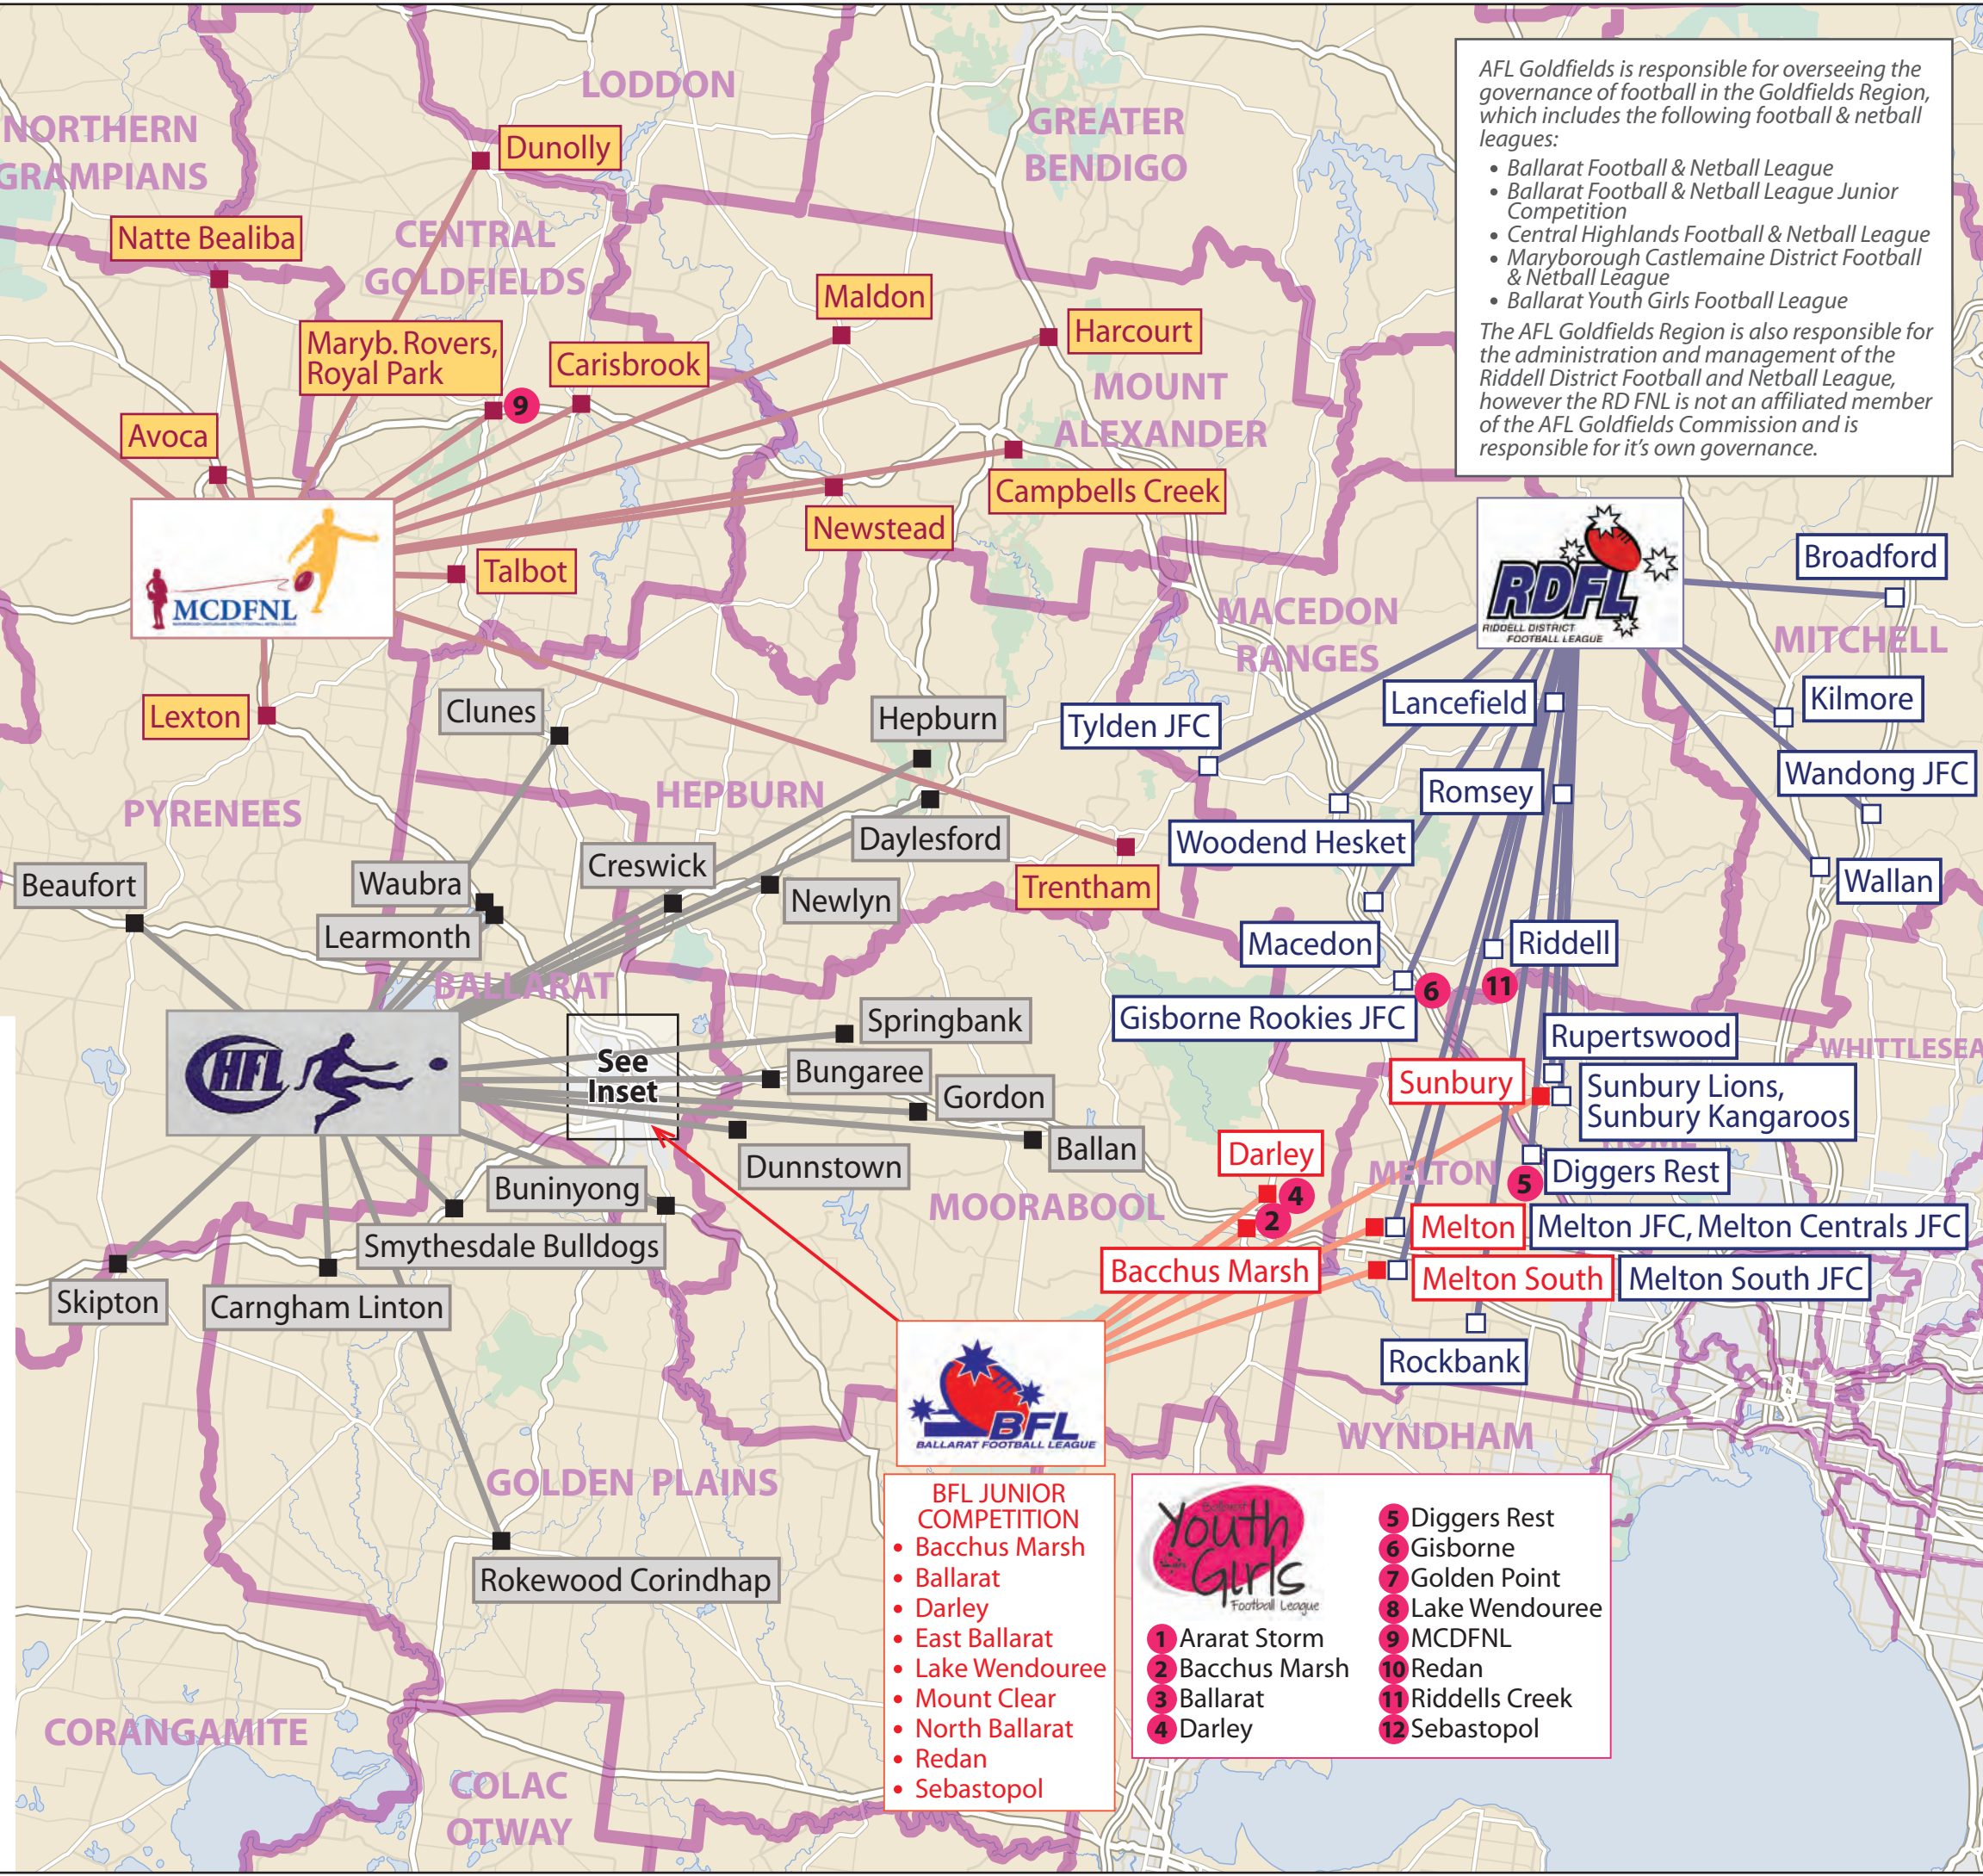 LODDON
NORTHERN
GRAMPIANS
GREATER
BENDIGO
AFL Goldfields is responsible for overseeing the
governance of football in the Goldfields Region,
which includes the following football & netball
leagues:
• Ballarat Football & Netball League
• Ballarat Football & Netball League Junior
Competition
• Central Highlands Football & Netball League
• Maryborough Castlemaine District Football
& Netball League
• Ballarat Youth Girls Football League
The AFL Goldfields Region is also responsible for
the administration and management of the
Riddell District Football and Netball League,
however the RD FNL is not an affiliated member
of the AFL Goldfields Commission and is
responsible for it's own governance.
Dunolly
Natte Bealiba
CENTRAL
GOLDFIELDS
Maldon
Harcourt
Maryb. Rovers,
Royal Park
Carisbrook
9
MOUNT
ALEXANDER
Avoca
Campbells Creek
Newstead
MCDFNL
Talbot
RDFL
RIDDELL DISTRICT
FOOTBALL LEAGUE
Broadford
MACEDON
RANGES
MITCHELL
Lexton
Clunes
Hepburn
Tylden JFC
Lancefield
Kilmore
PYRENEES
HEPBURN
Daylesford
Romsey
Wandong JFC
Woodend Hesket
Beaufort
Waubra
Creswick
Newlyn
Trentham
Wallan
Learmonth
Macedon
Riddell
BALLARAT
6
11
Gisborne Rookies JFC
Springbank
Rupertswood
WHITTLESEA
CHFL
See
Inset
Bungaree
Gordon
Sunbury
Sunbury Lions,
Sunbury Kangaroos
HUME
Ballan
Dunnstown
Darley
MELTON
5
Diggers Rest
Buninyong
MOORABOOL
4
2
Melton
Melton JFC, Melton Centrals JFC
Smythesdale Bulldogs
Bacchus Marsh
Melton South
Melton South JFC
Skipton
Carngham Linton
Rockbank
BFL
BALLARAT FOOTBALL LEAGUE
WYNDHAM
GOLDEN PLAINS
Rokewood Corindhap
BFL JUNIOR
COMPETITION
• Bacchus Marsh
• Ballarat
• Darley
• East Ballarat
• Lake Wendouree
• Mount Clear
• North Ballarat
• Redan
• Sebastopol
Youth
Girls
Football League
1 Ararat Storm
2 Bacchus Marsh
3 Ballarat
4 Darley
5 Diggers Rest
6 Gisborne
7 Golden Point
8 Lake Wendouree
9 MCDFNL
10 Redan
11 Riddells Creek
12 Sebastopol
CORANGAMITE
COLAC
OTWAY